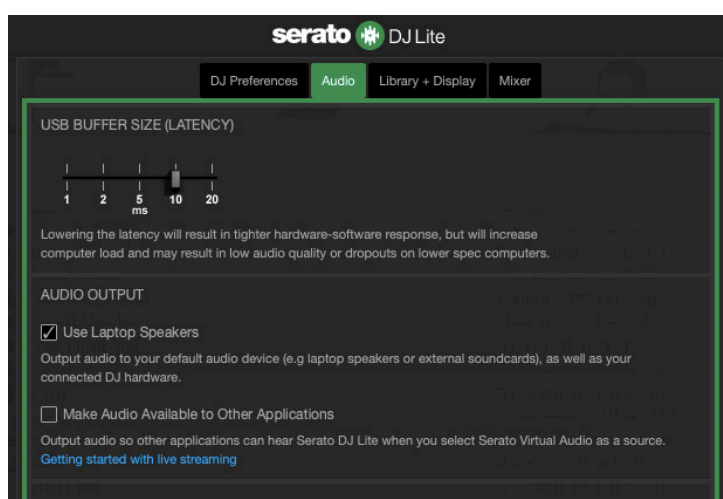 serato DJ Lite
DJ Preferences Audio Library + Display Mixer
USB BUFFER SIZE (LATENCY)
1 2 5 10 20
ms
Lowering the latency will result in tighter hardware-software response, but will increase
computer load and may result in low audio quality or dropouts on lower spec computers.
AUDIO OUTPUT
Use Laptop Speakers
Output audio to your default audio device (e.g laptop speakers or external soundcards), as well as your
connected DJ hardware.
Make Audio Available to Other Applications
Output audio so other applications can hear Serato DJ Lite when you select Serato Virtual Audio as a source.
Getting started with live streaming